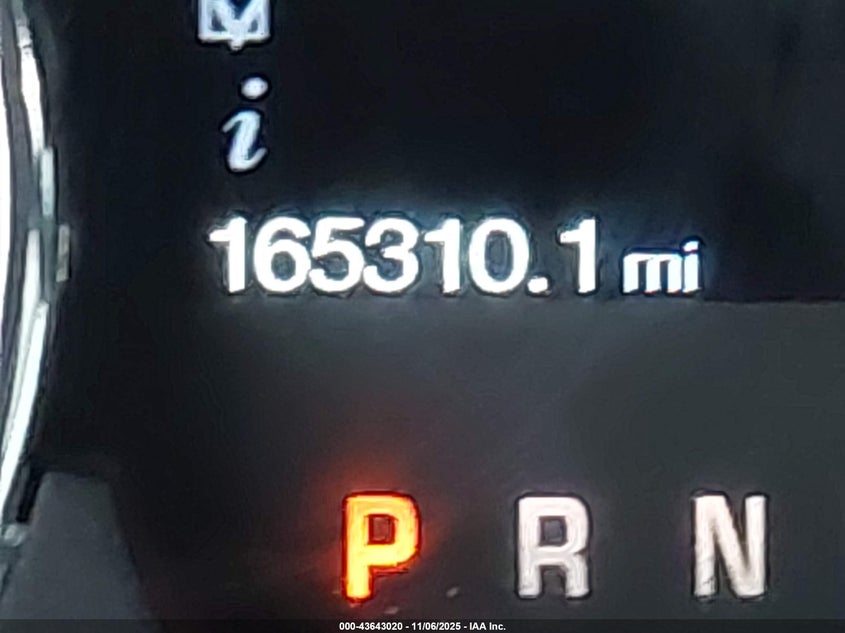 i
165310.1 mi
P R N
000-43643020 - 11/06/2025 - IAA Inc.